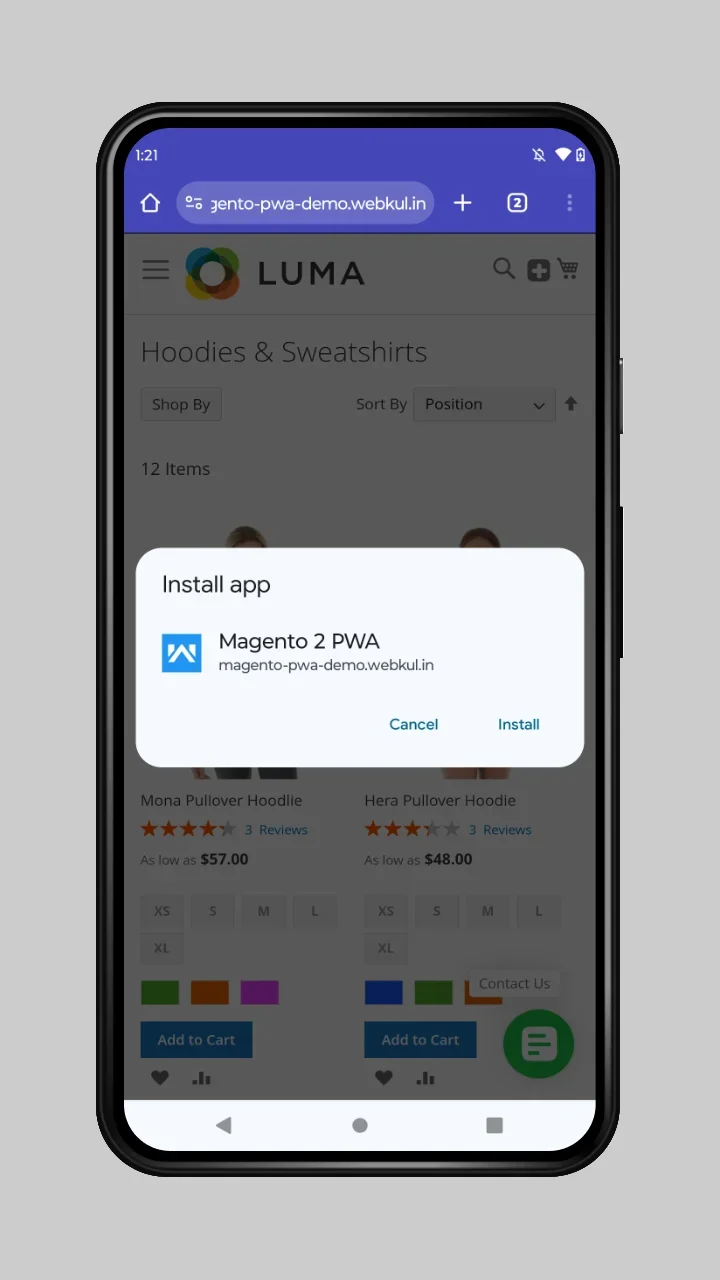 1:21
gento-pwa-demo.webkul.in
2
LUMA
Hoodies & Sweatshirts
Shop By
Sort By
Position
12 Items
Install app
Magento 2 PWA
magento-pwa-demo.webkul.in
Cancel
Install
Mona Pullover Hoodlie
Hera Pullover Hoodie
3 Reviews
3 Reviews
As low as $57.00
As low as $48.00
XS S M L
XS S M L
XL
XL
Contact Us
Add to Cart
Add to Cart